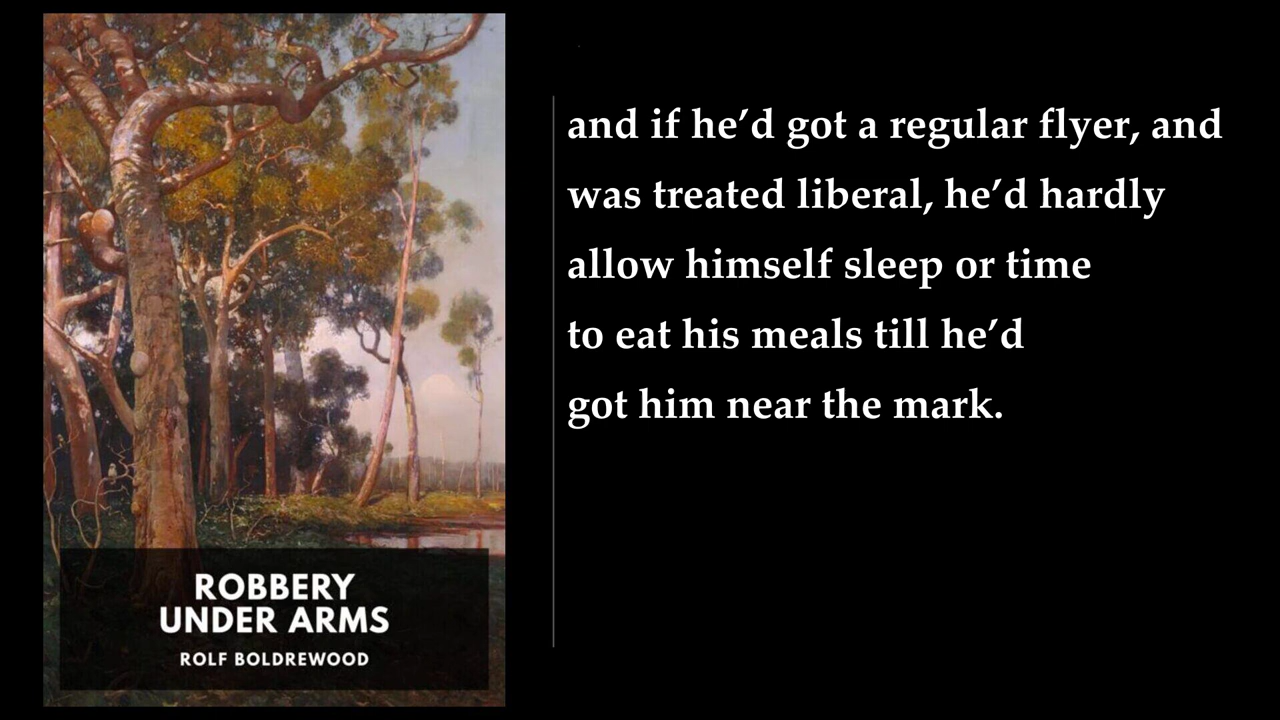 and if he’d got a regular flyer, and
was treated liberal, he’d hardly
allow himself sleep or time
to eat his meals till he’d
got him near the mark.
ROBBERY
UNDER ARMS
ROLF BOLDREWOOD